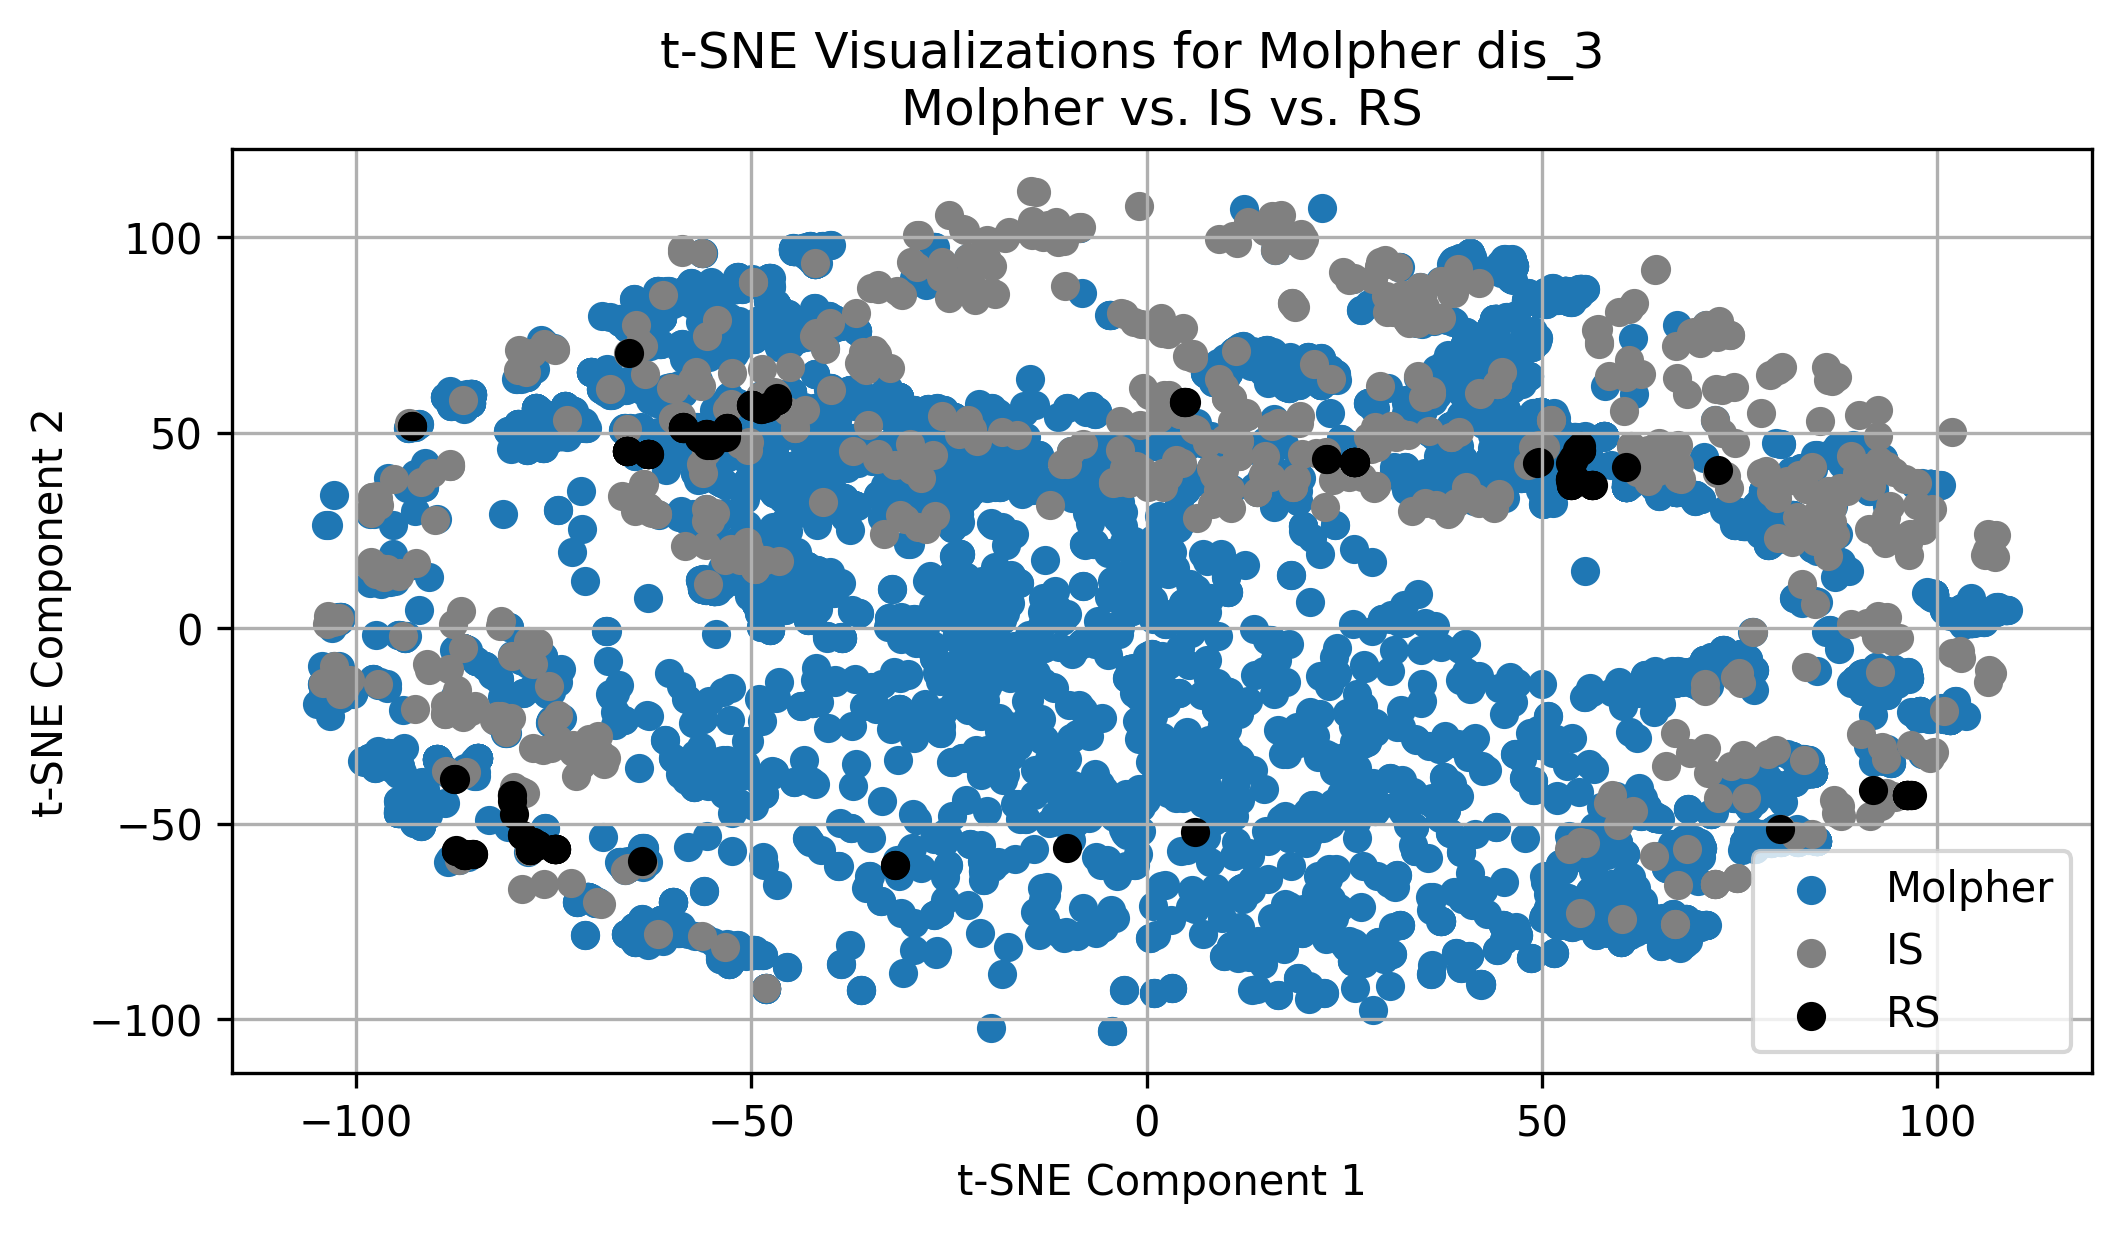 t-SNE Visualizations for Molpher dis_3
Molpher vs. IS vs. RS
t-SNE Component 2
100
50
0
−50
−100
Molpher
IS
RS
−100
−50
0
50
100
t-SNE Component 1